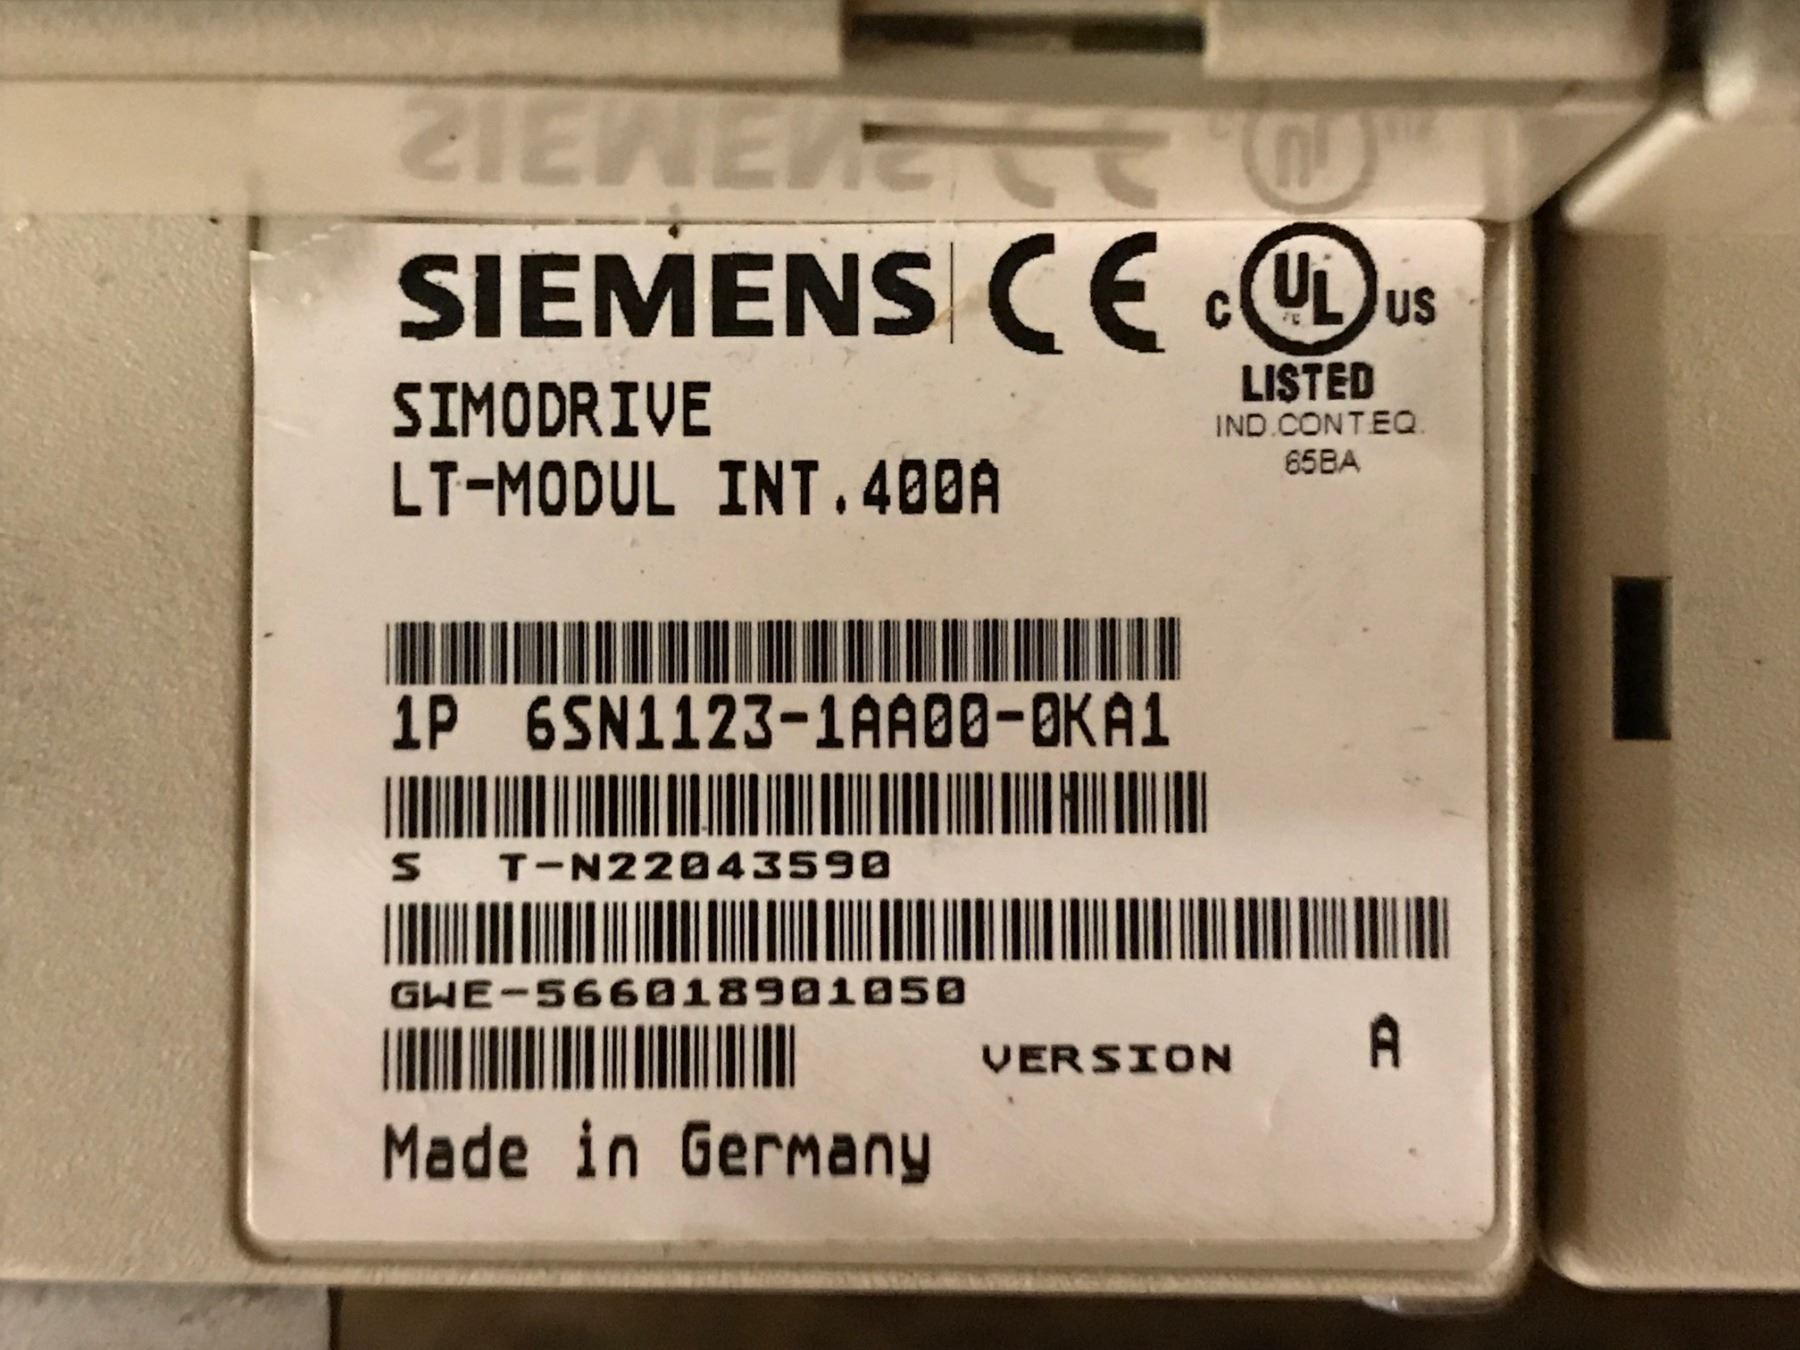 SIEMENS CE C UL US
LISTED
IND.CONT.EQ.
65BA
SIMODRIVE
LT-MODUL INT.400A
1P 6SN1123-1AA00-0KA1
S T-N22043590
GWE-566018901050
VERSION A
Made in Germany